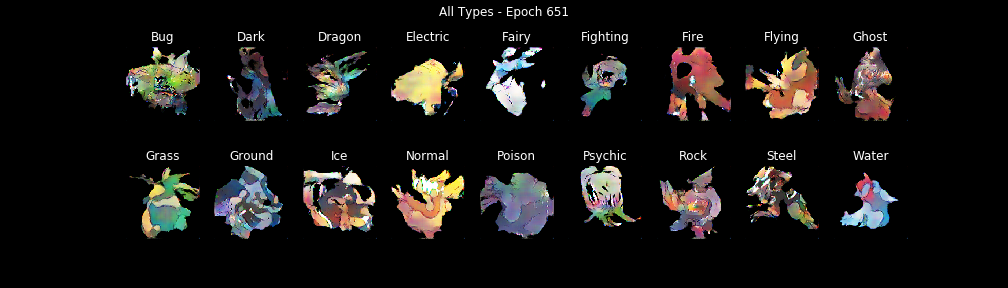 All Types - Epoch 651
Bug Dark Dragon Electric Fairy Fighting Fire Flying Ghost
Grass Ground Ice Normal Poison Psychic Rock Steel Water